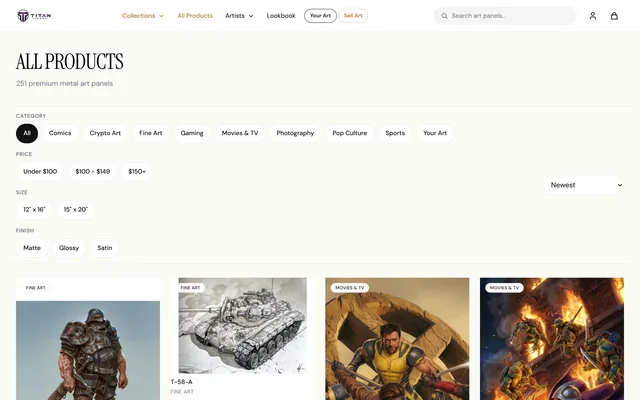 TITAN
Collections
All Products
Artists
Lookbook
Your Art
Sell Art
Search art panels...
ALL PRODUCTS
251 premium metal art panels
CATEGORY
All
Comics
Crypto Art
Fine Art
Gaming
Movies & TV
Photography
Pop Culture
Sports
Your Art
PRICE
Under $100
$100 - $149
$150+
Newest
SIZE
12" x 16"
15" x 20"
FINISH
Matte
Glossy
Satin
FINE ART
FINE ART
MOVIES & TV
MOVIES & TV
T-58-A
FINE ART